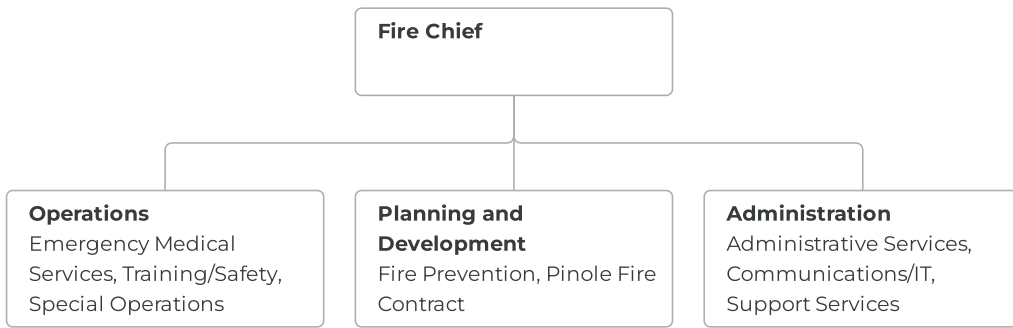 Fire Chief
Operations
Emergency Medical
Services, Training/Safety,
Special Operations
Planning and
Development
Fire Prevention, Pinole Fire
Contract
Administration
Administrative Services,
Communications/IT,
Support Services